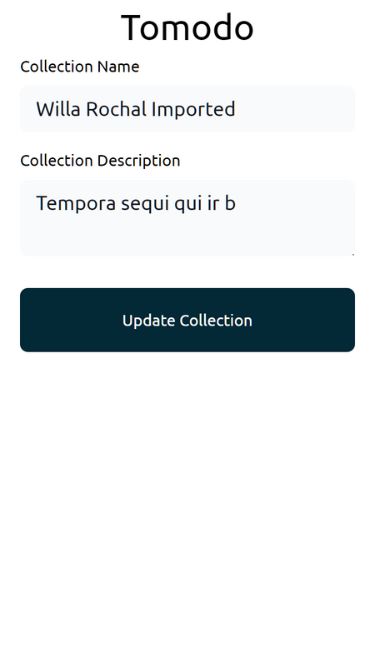 Tomodo
Collection Name
Willa Rochal Imported
Collection Description
Tempora sequi qui ir b
Update Collection